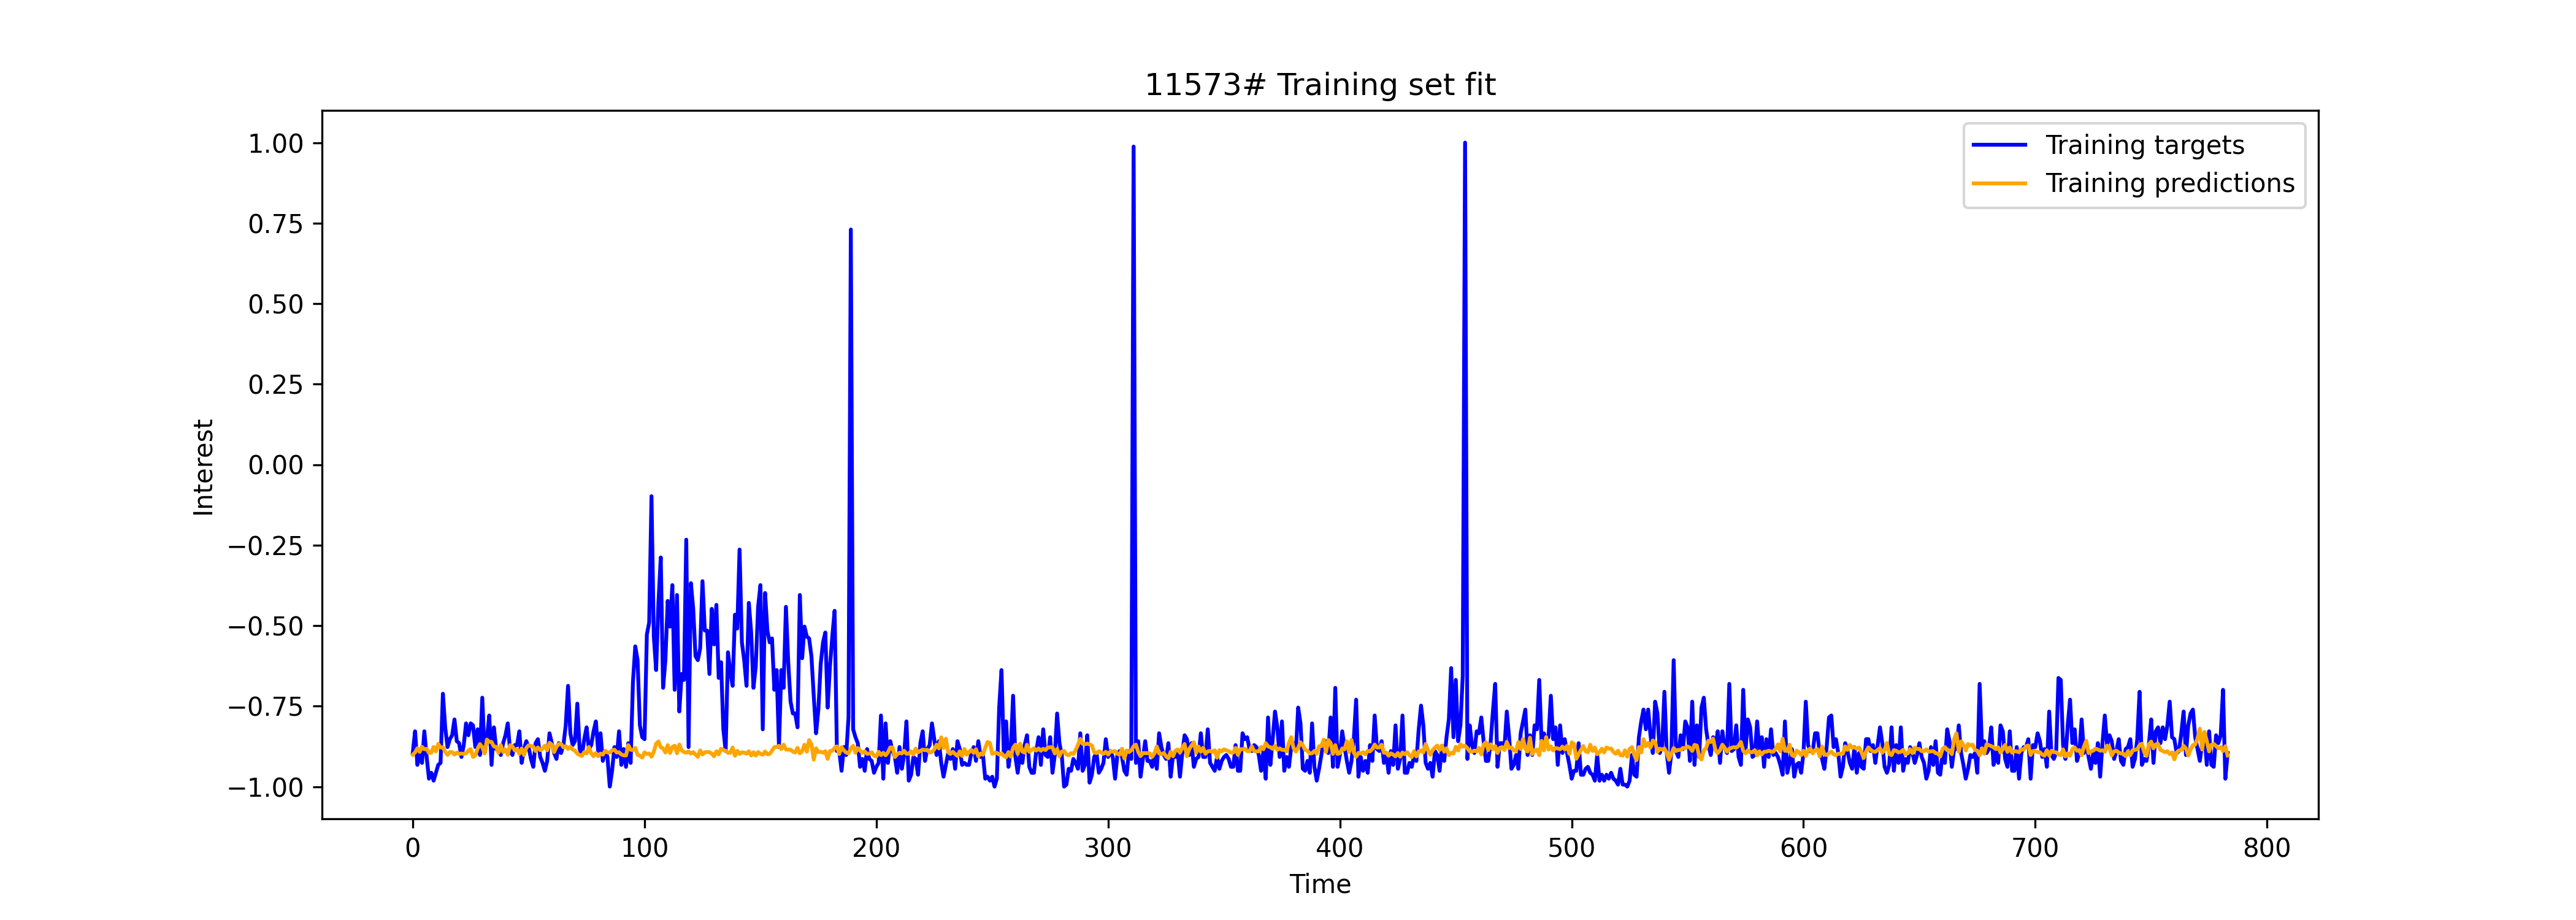 11573# Training set fit
Training targets
Training predictions
1.00
0.75
0.50
0.25
0.00
−0.25
−0.50
−0.75
−1.00
Interest
0 100 200 300 400 500 600 700 800
Time